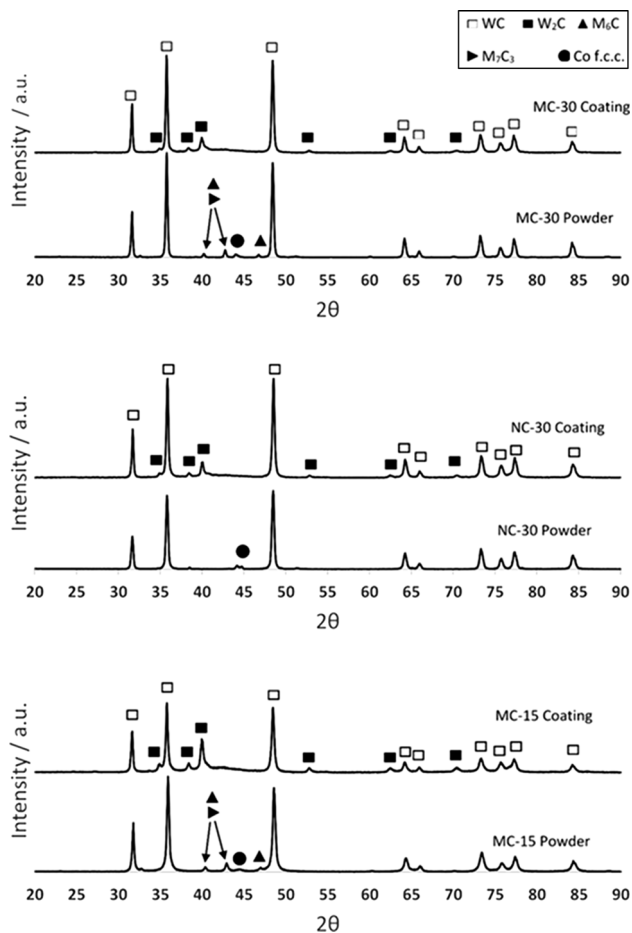 WC W₂C M₆C
M₇C₃ Co f.c.c.
Intensity / a.u.
MC-30 Coating
MC-30 Powder
20 25 30 35 40 45 50 55 60 65 70 75 80 85 90
2θ
Intensity / a.u.
NC-30 Coating
NC-30 Powder
20 25 30 35 40 45 50 55 60 65 70 75 80 85 90
2θ
Intensity / a.u.
MC-15 Coating
MC-15 Powder
20 25 30 35 40 45 50 55 60 65 70 75 80 85 90
2θ